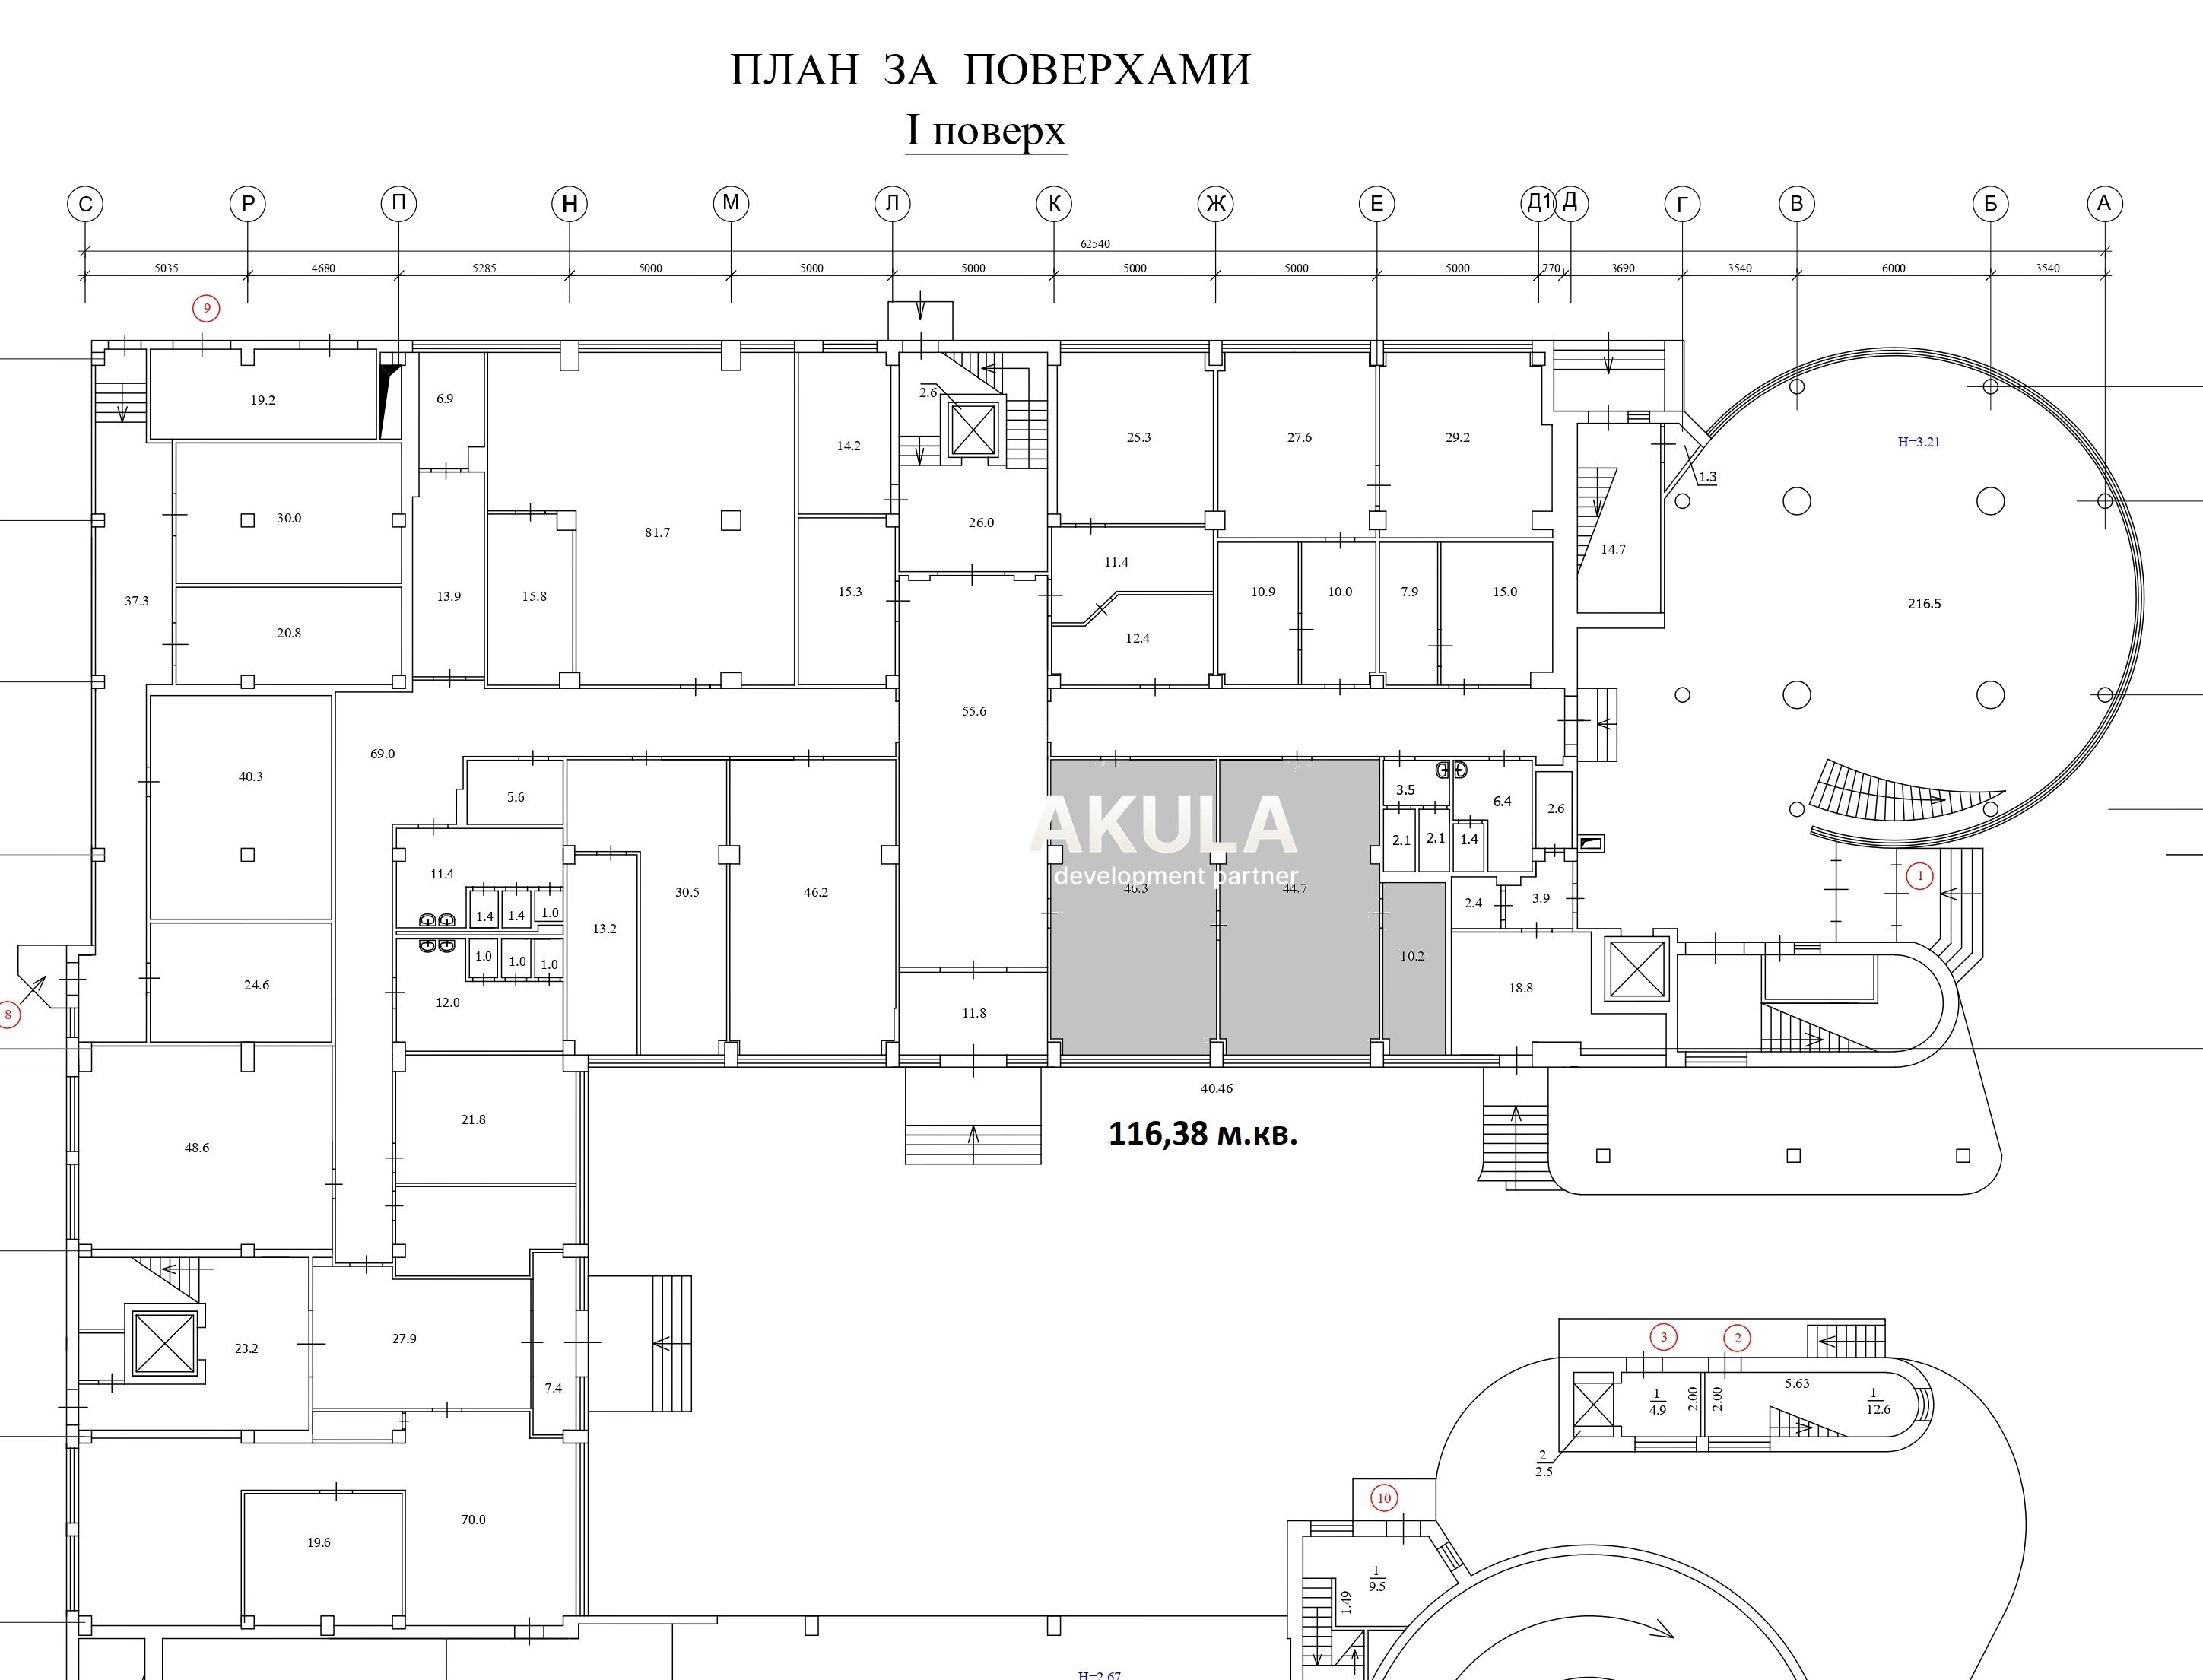 ПЛАН ЗА ПОВЕРХАМИ
I поверх
С Р П Н М Л К Ж Е Д1 Д Г В Б А
62540
5035 4680 5285 5000 5000 5000 5000 5000 5000 770 3690 3540 6000 3540
9
19.2 6.9 2.6
14.2 25.3 27.6 29.2 H=3.21
1.3
30.0 81.7 26.0
14.7
11.4
37.3 13.9 15.8 15.3 10.9 10.0 7.9 15.0 216.5
20.8 12.4
55.6
69.0
40.3 5.6 3.5 6.4 2.6
AKULA
2.1 2.1 1.4
development partner
11.4 30.5 46.2 46.3 44.7 1
1.4 1.4 1.0 2.4 3.9
13.2
1.0 1.0 1.0 10.2
24.6 12.0 18.8
8 11.8
40.46
21.8 116,38 м.кв.
48.6
3 2
27.9
23.2
7.4 5.63
1
4.9
2.00
2.00
1
12.6
2
2.5
10
70.0
19.6
1
9.5
1.49
H=2.67